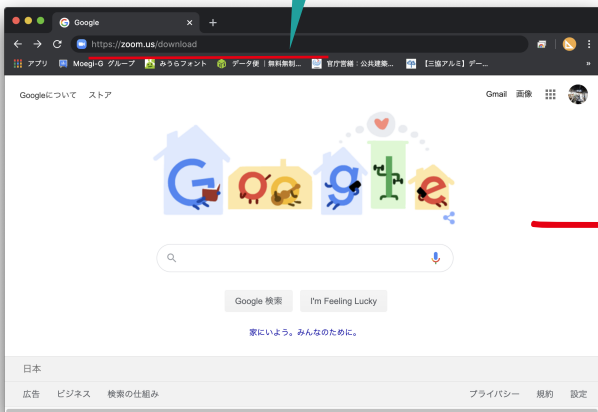 Google
https://zoom.us/download
アプリ Moegi-G グループ みうらフォント データ便｜無料無制... 官庁営繕：公共建築... 【三協アルミ】デー... »
Googleについて ストア Gmail 画像
Google
Google 検索 I'm Feeling Lucky
家にいよう。みんなのために。
日本
広告 ビジネス 検索の仕組み プライバシー 規約 設定